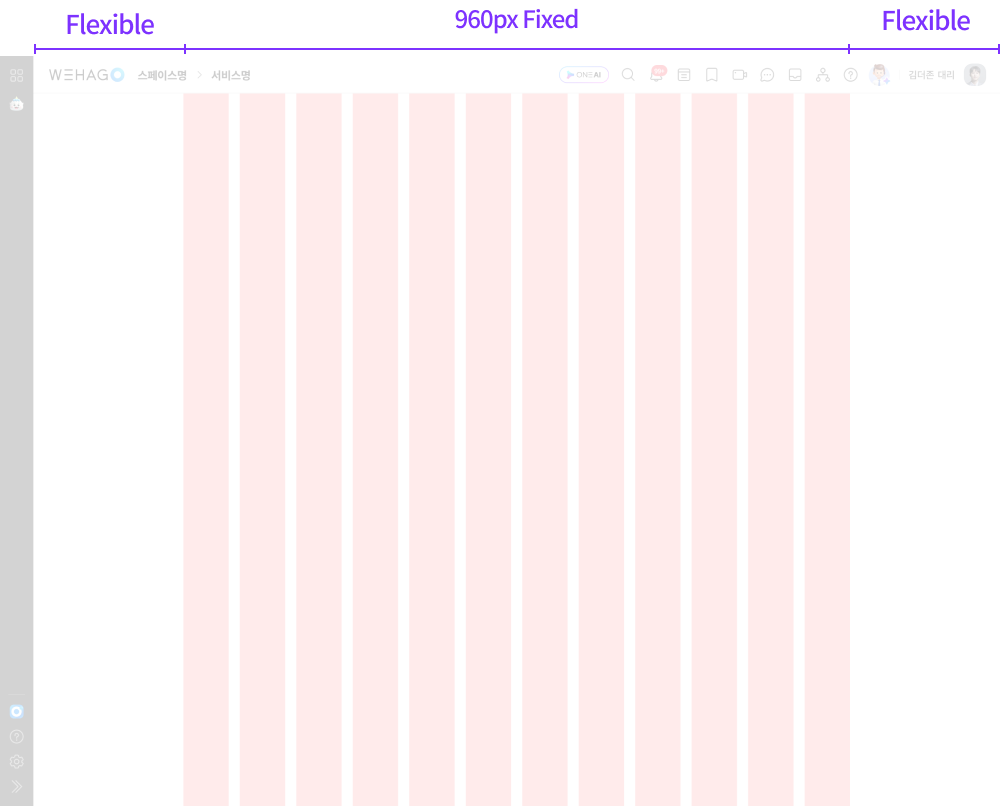 Flexible
960px Fixed
Flexible
WEHAGO
스페이스명 > 서비스명
ONE AI
김더존 대리